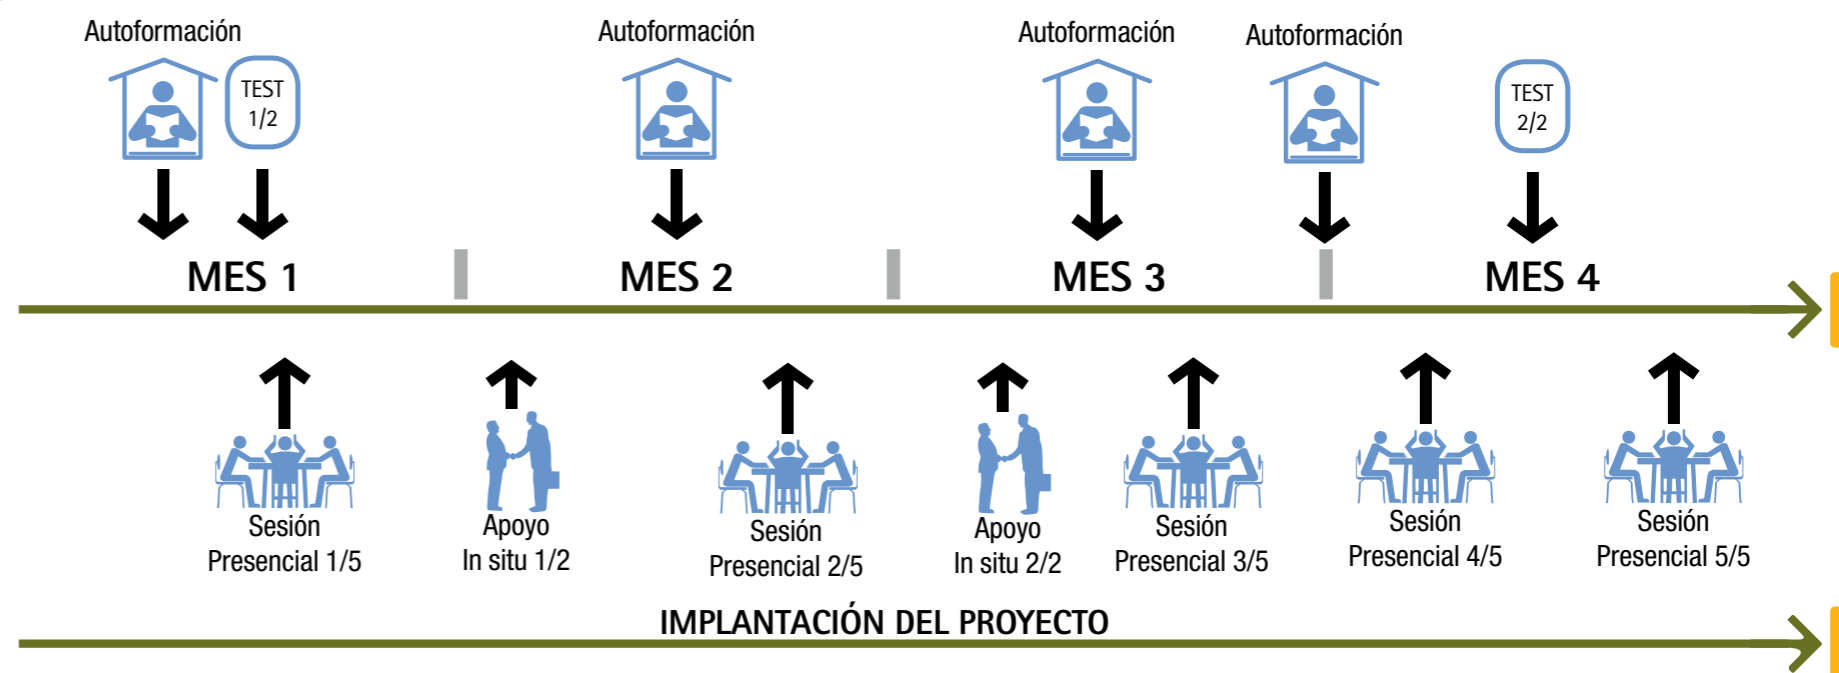 Autoformación
Autoformación
Autoformación
Autoformación
TEST
1/2
TEST
2/2
MES 1
MES 2
MES 3
MES 4
Sesión
Presencial 1/5
Apoyo
In situ 1/2
Sesión
Presencial 2/5
Apoyo
In situ 2/2
Sesión
Presencial 3/5
Sesión
Presencial 4/5
Sesión
Presencial 5/5
IMPLANTACIÓN DEL PROYECTO